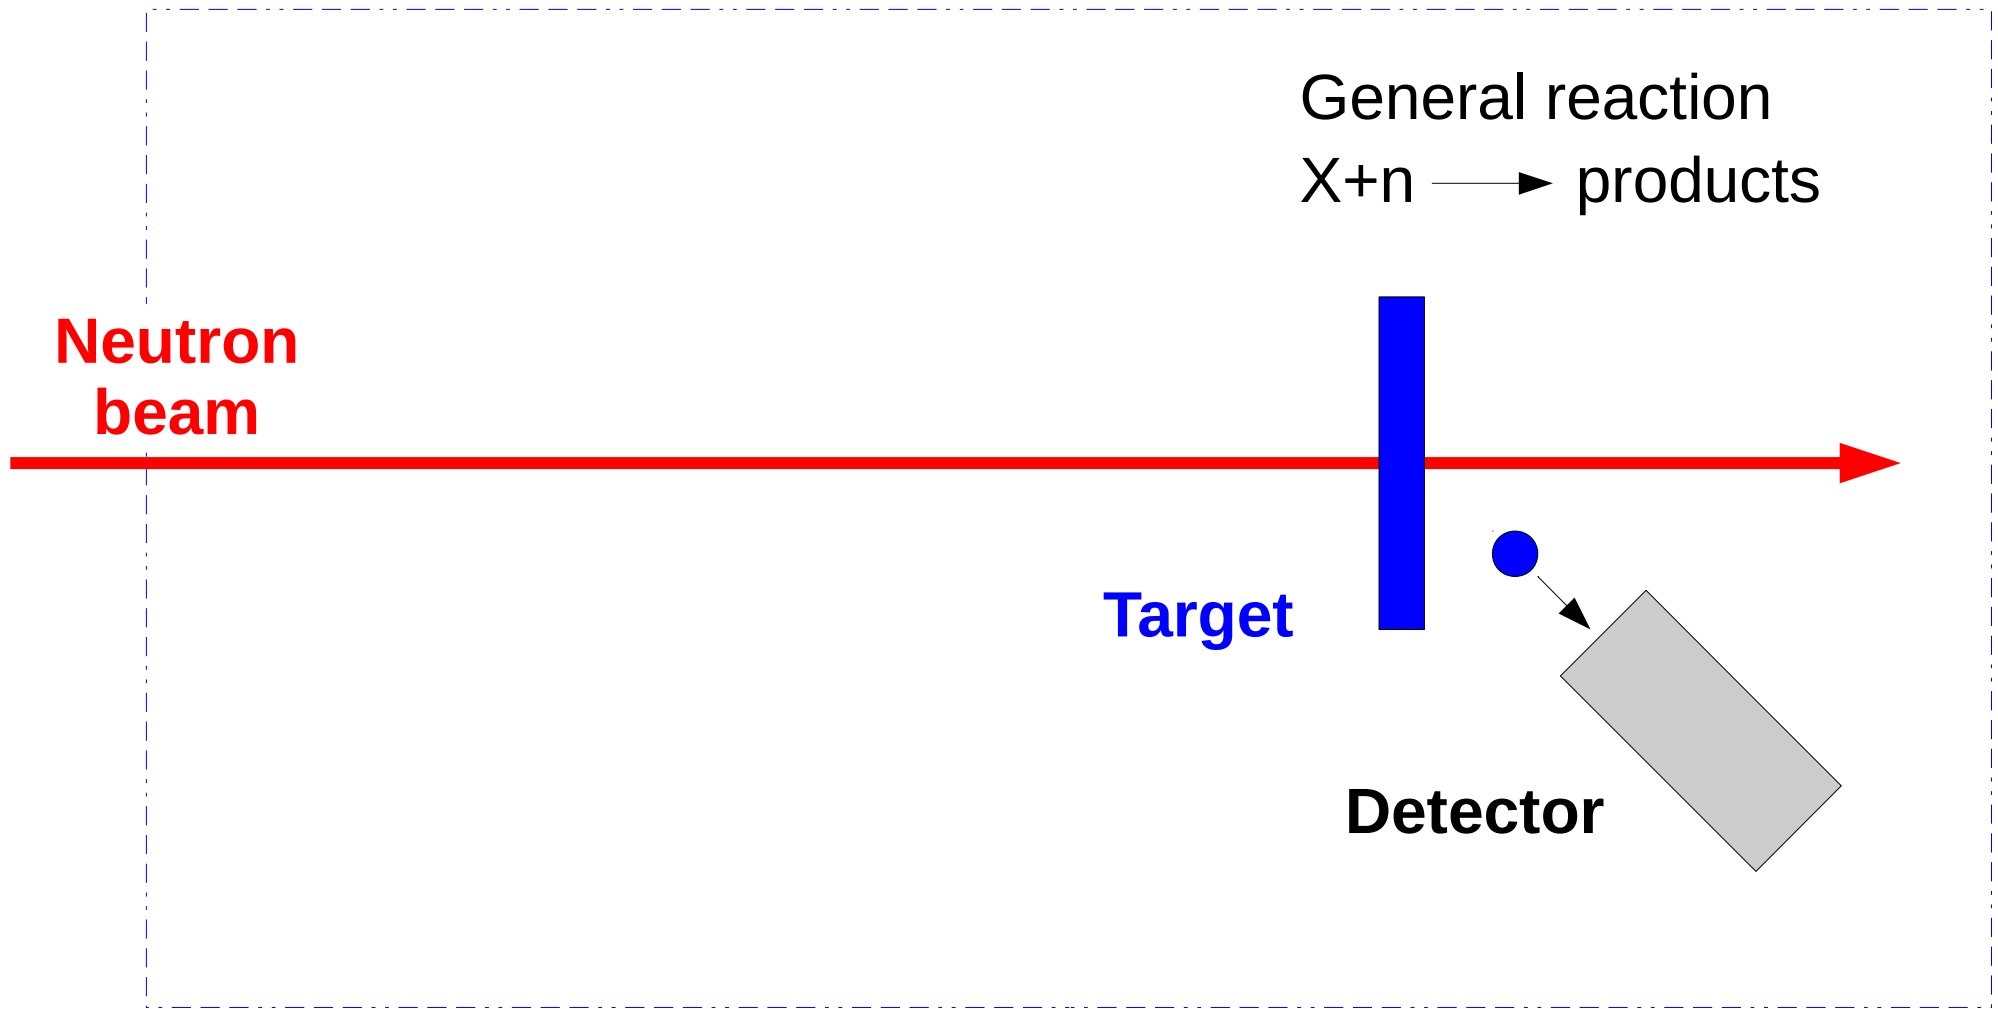 General reaction
X+n products
Neutron
beam
Target
Detector